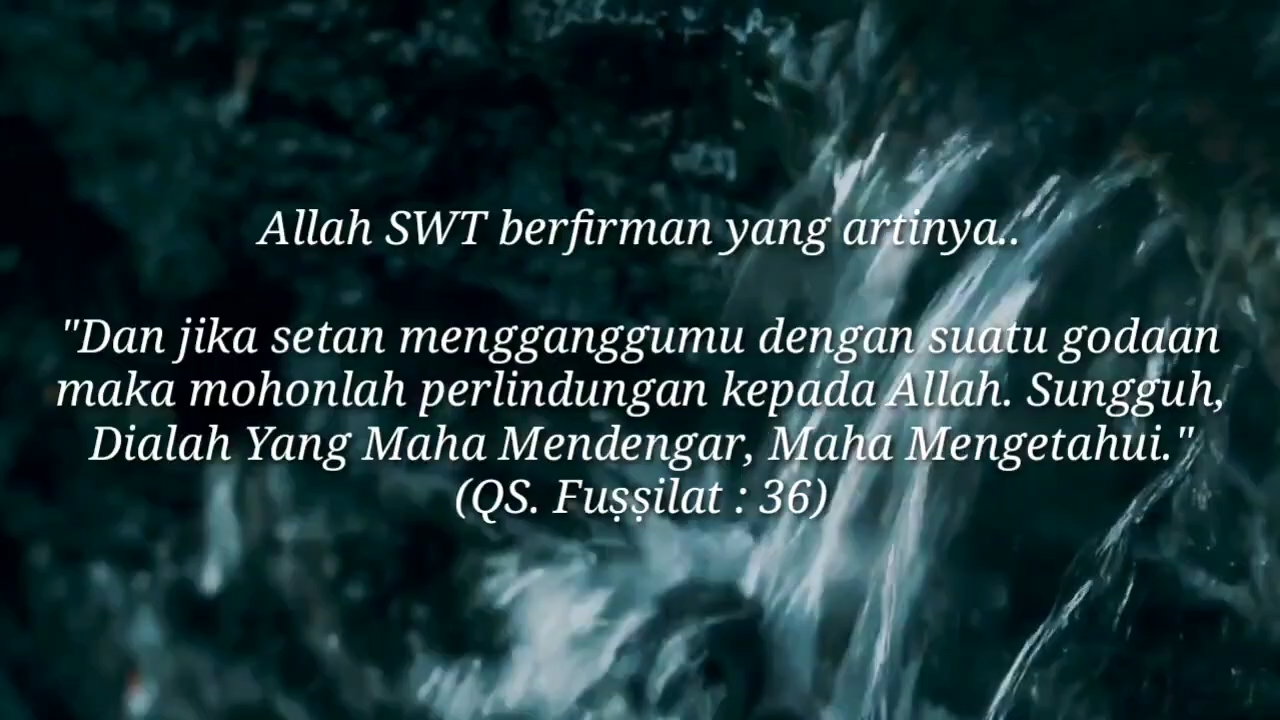 Allah SWT berfirman yang artinya..
"Dan jika setan mengganggumu dengan suatu godaan
maka mohonlah perlindungan kepada Allah. Sungguh,
Dialah Yang Maha Mendengar, Maha Mengetahui."
(QS. Fuṣṣilat : 36)